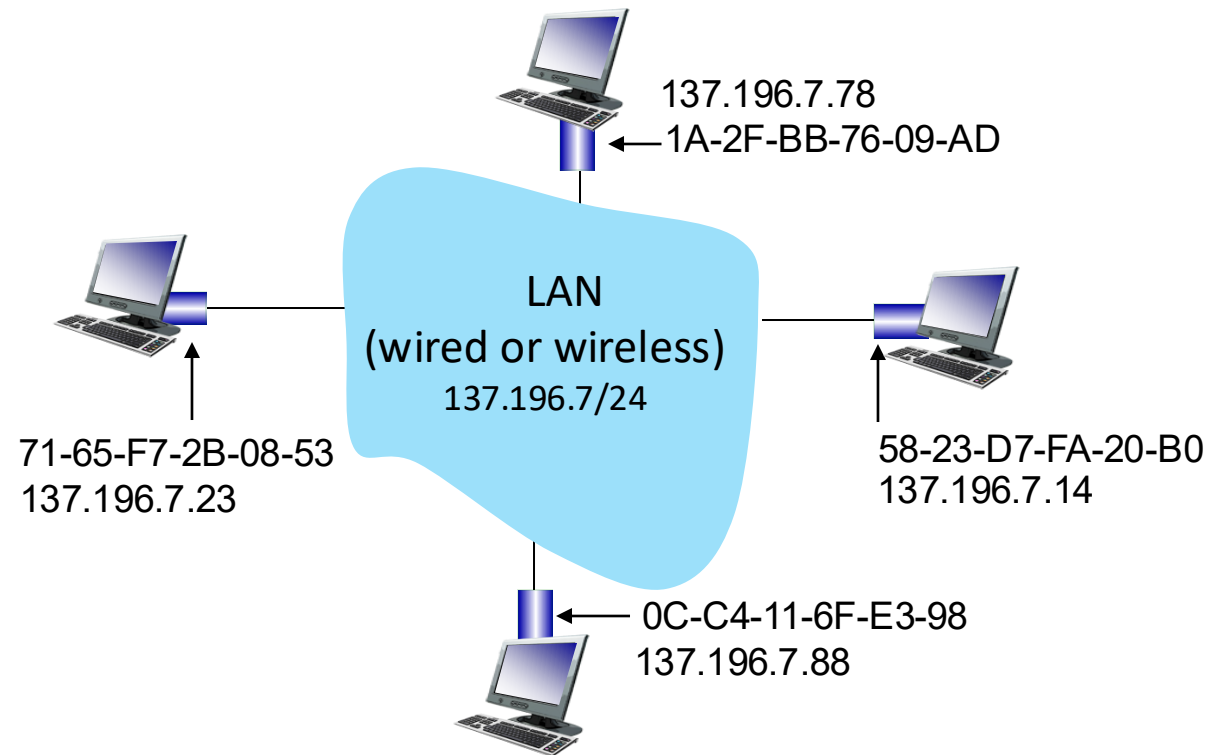 137.196.7.78
1A-2F-BB-76-09-AD
LAN
(wired or wireless)
137.196.7/24
71-65-F7-2B-08-53
137.196.7.23
58-23-D7-FA-20-B0
137.196.7.14
0C-C4-11-6F-E3-98
137.196.7.88